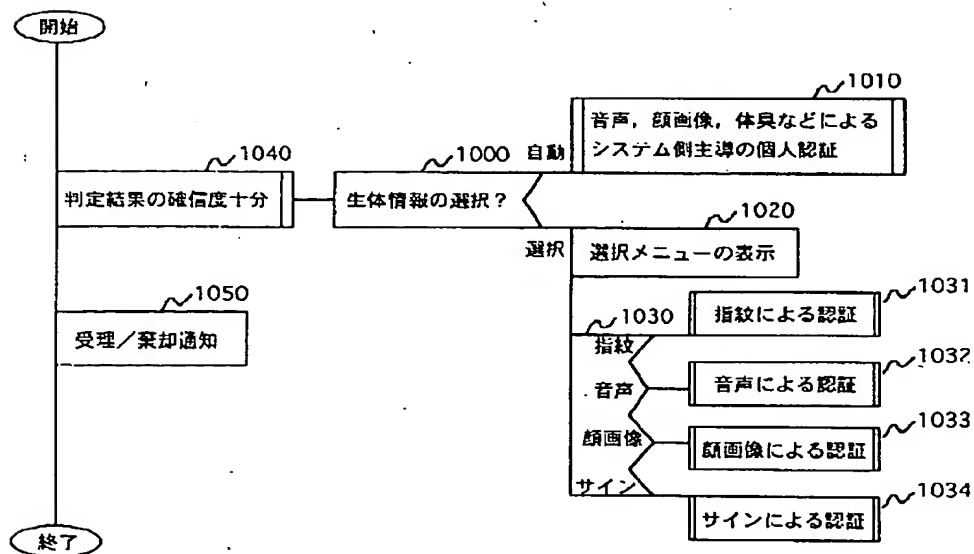 開始
1010
音声，顔画像，体臭などによる
システム側主導の個人認証
1040
1000
自動
判定結果の確信度十分
生体情報の選択？
1020
選択
選択メニューの表示
1050
1031
受理／棄却通知
1030
指紋による認証
指紋
1032
音声
音声による認証
1033
顔画像
顔画像による認証
1034
サイン
サインによる認証
終了